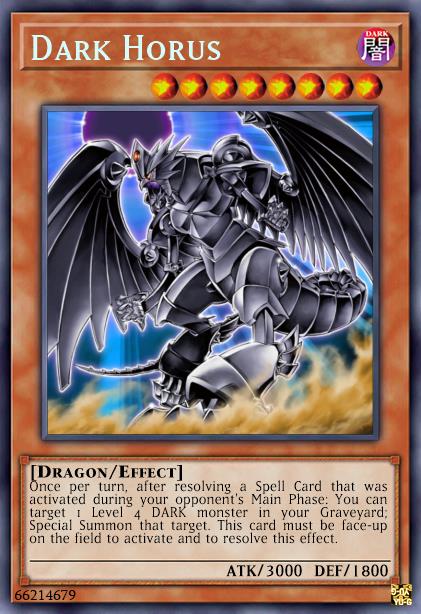 Dark Horus
DARK
闇
[Dragon/Effect]
Once per turn, after resolving a Spell Card that was
activated during your opponent's Main Phase: You can
target 1 Level 4 DARK monster in your Graveyard;
Special Summon that target. This card must be face-up
on the field to activate and to resolve this effect.
ATK/3000 DEF/1800
66214679